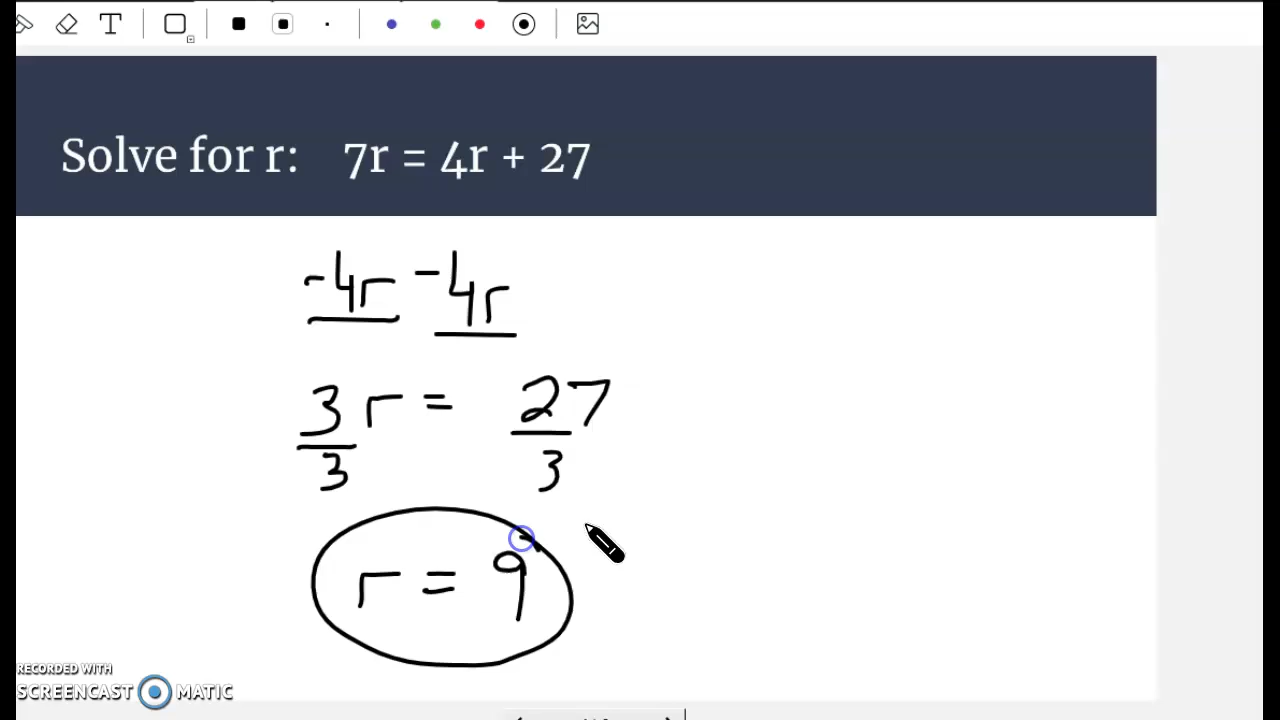 T
Solve for r: 7r = 4r + 27
-4r -4r
3r = 27
3 3
r = 9
RECORDED WITH
SCREENCAST MATIC